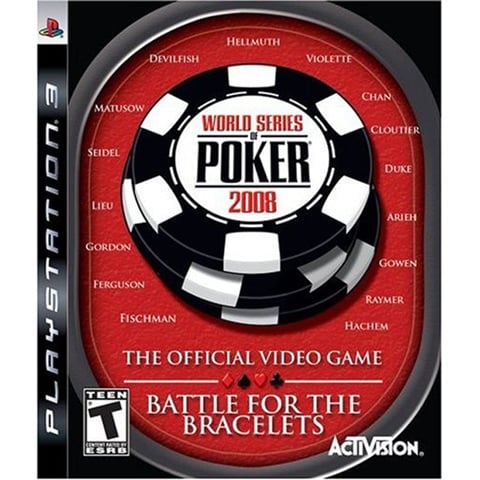 PLAYSTATION 3
HELLMUTH
DEVILFISH
VIOLETTE
MATUSOW
CHAN
CLOUTIER
SEIDEL
DUKE
LIEU
ARIEH
GORDON
GOWEN
FERGUSON
RAYMER
FISCHMAN
HACHEM
WORLD SERIES
OF
POKER
2008
THE OFFICIAL VIDEO GAME
BATTLE FOR THE
BRACELETS
TEEN
T
CONTENT RATED BY
ESRB
ACTIVISION